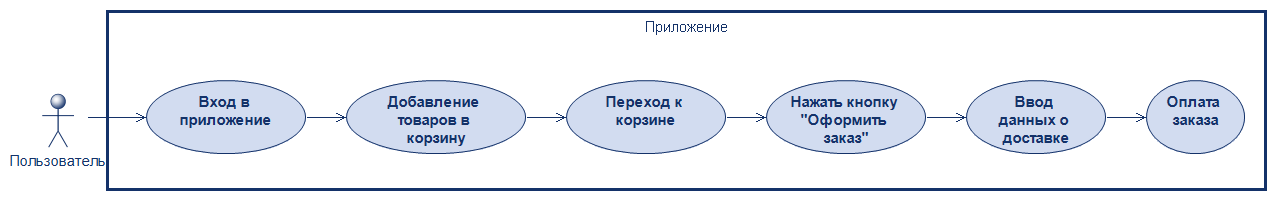 Приложение
Пользователь
Вход в
приложение
Добавление
товаров в
корзину
Переход к
корзине
Нажать кнопку
"Оформить
заказ"
Ввод
данных о
доставке
Оплата
заказа